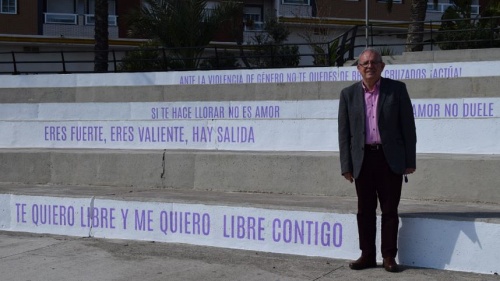 ANTE LA VIOLENCIA DE GÉNERO NO TE QUEDES DE BRAZOS CRUZADOS ¡ACTÚA!
SI TE HACE LLORAR NO ES AMOR
AMOR NO DUELE
ERES FUERTE, ERES VALIENTE, HAY SALIDA
TE QUIERO LIBRE Y ME QUIERO LIBRE CONTIGO